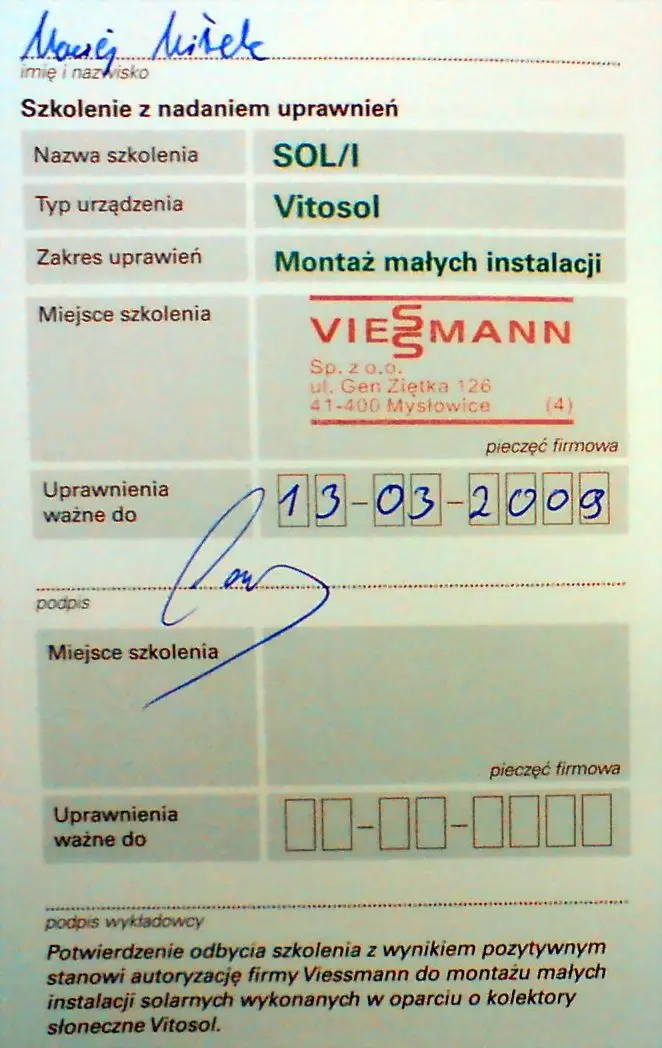 Maciej
imię i nazwisko
Szkolenie z nadaniem uprawnień
Nazwa szkolenia SOL/I
Typ urządzenia Vitosol
Zakres uprawień Montaż małych instalacji
Miejsce szkolenia
VIESSMANN
Sp. z o.o.
ul. Gen Ziętka 126
41-400 Mysłowice (4)
pieczęć firmowa
Uprawnienia
ważne do 13-03-2009
podpis
Miejsce szkolenia
pieczęć firmowa
Uprawnienia
ważne do - -
podpis wykładowcy
Potwierdzenie odbycia szkolenia z wynikiem pozytywnym
stanowi autoryzację firmy Viessmann do montażu małych
instalacji solarnych wykonanych w oparciu o kolektory
słoneczne Vitosol.